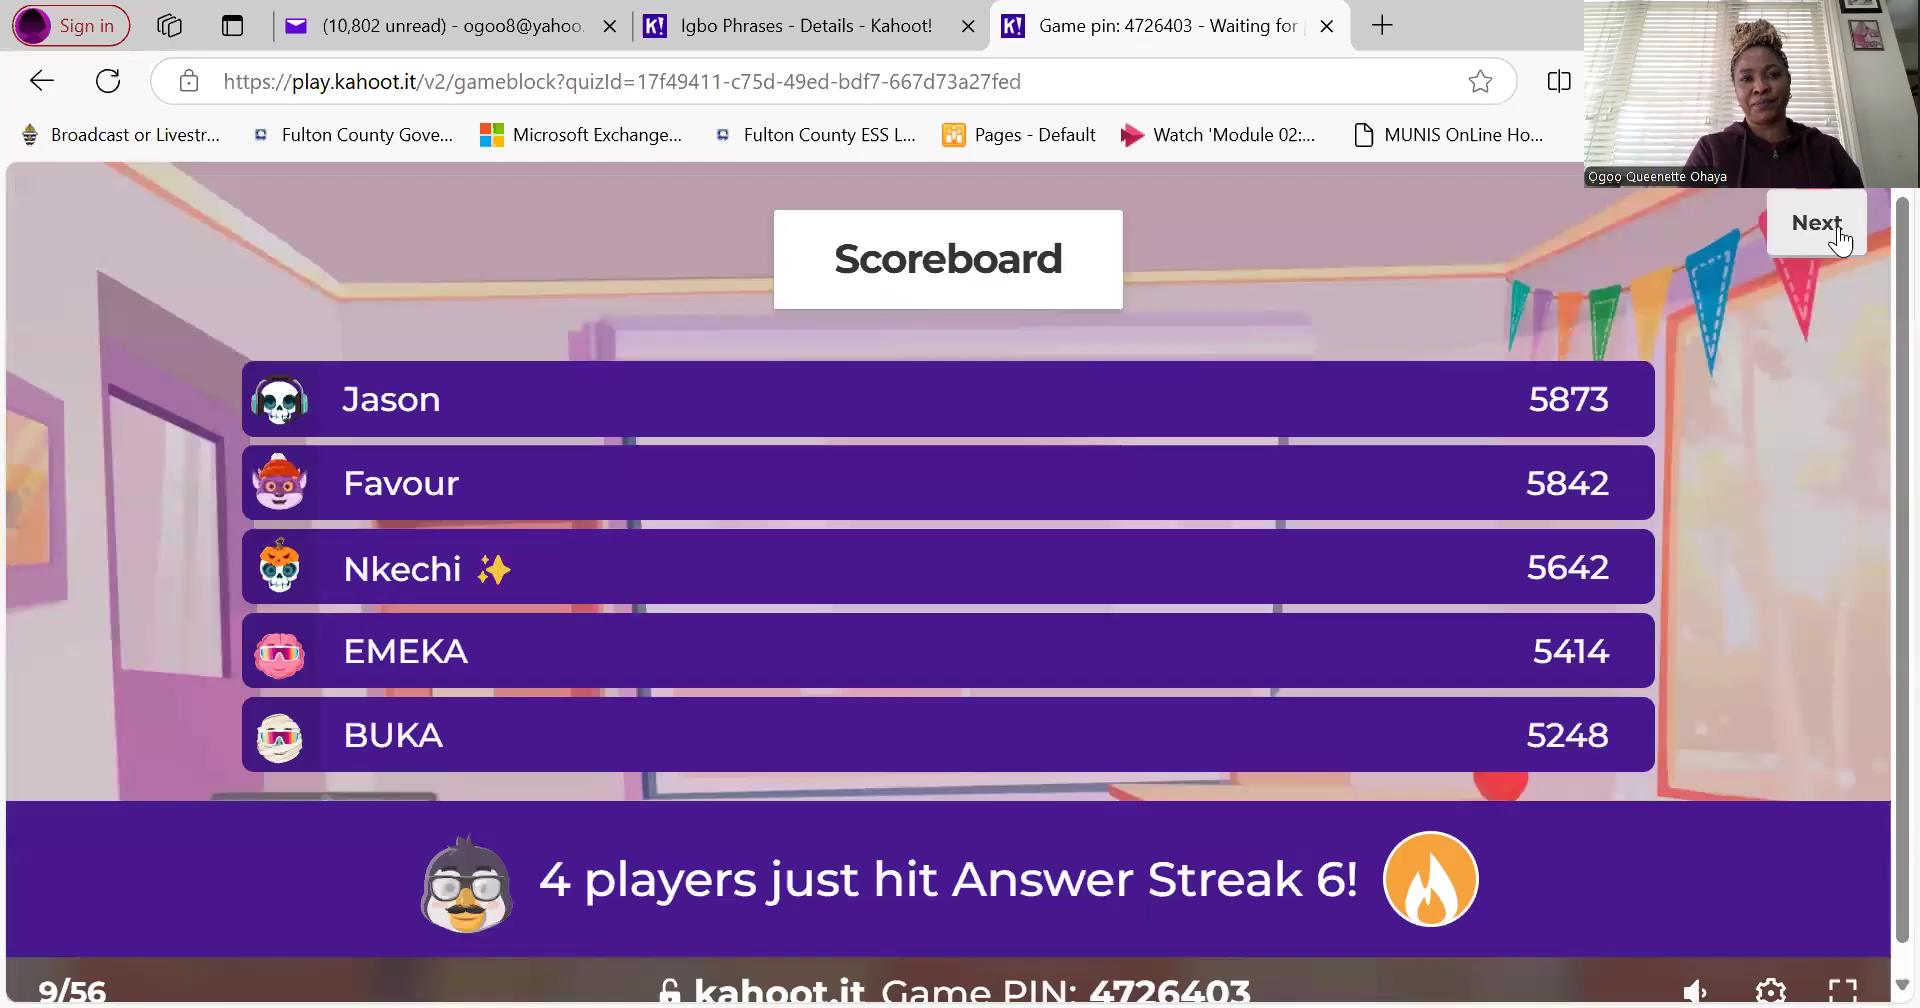 Sign in
(10,802 unread) - ogoo8@yahoo.
Igbo Phrases - Details - Kahoot!
Game pin: 4726403 - Waiting for
https://play.kahoot.it/v2/gameblock?quizId=17f49411-c75d-49ed-bdf7-667d73a27fed
Broadcast or Livestr...
Fulton County Gove...
Microsoft Exchange...
Fulton County ESS L...
Pages - Default
Watch 'Module 02:...
MUNIS OnLine Ho...
Ọgọọ Queenette Ohaya
Next
Scoreboard
Jason 5873
Favour 5842
Nkechi ✨ 5642
EMEKA 5414
BUKA 5248
4 players just hit Answer Streak 6!
9/56
kahoot.it Game PIN: 4726403